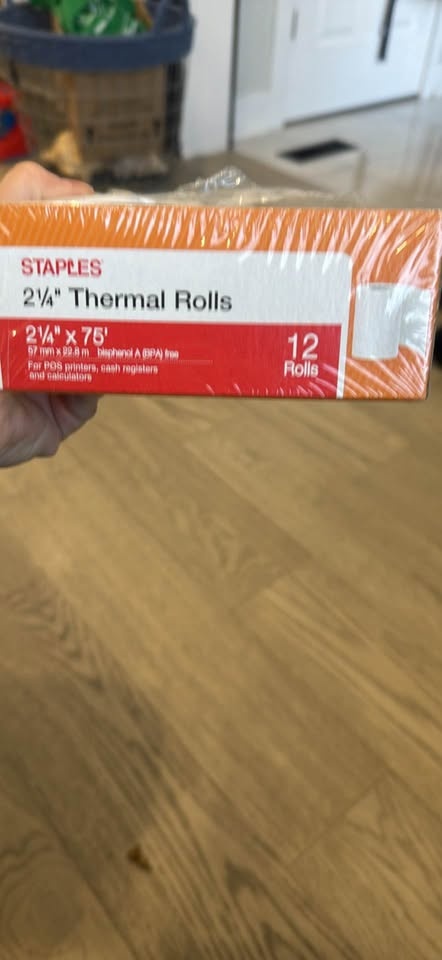 STAPLES
2¼" Thermal Rolls
2¼" x 75'
57 mm x 22.8 m bisphenol A (BPA) free
For POS printers, cash registers
and calculators
12
Rolls